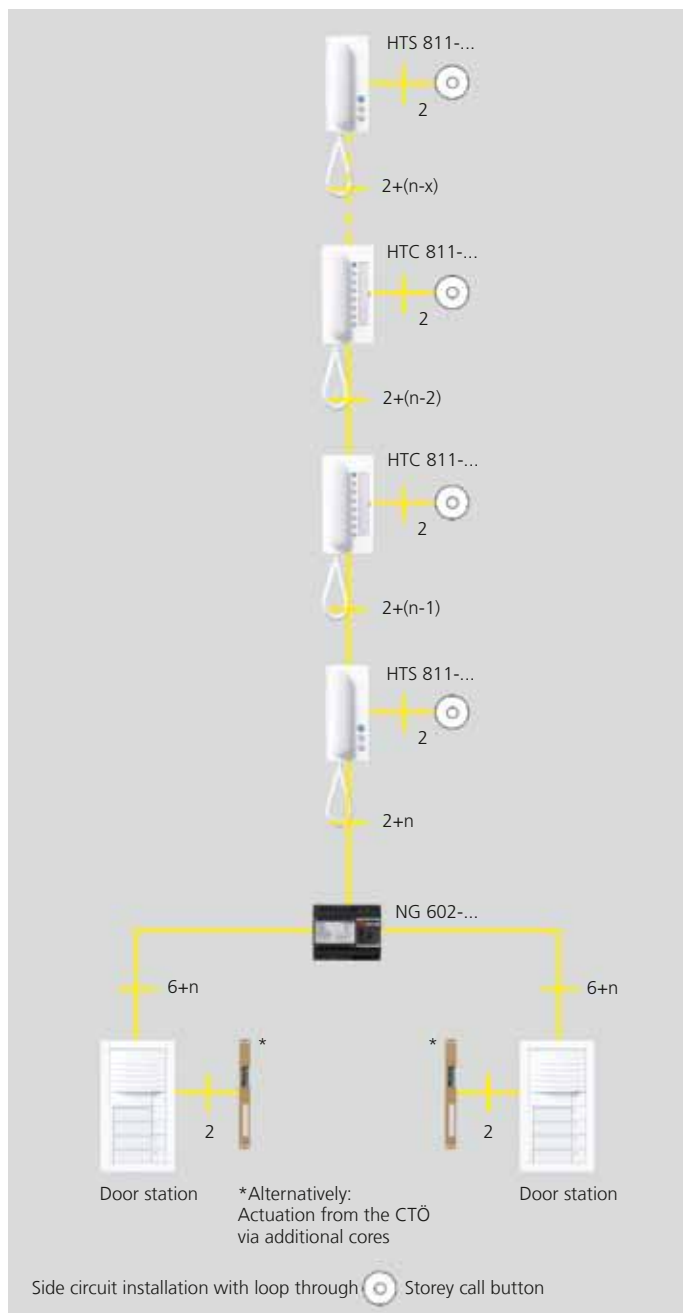 HTS 811-...
2
2+(n-x)
HTC 811-...
2
2+(n-2)
HTC 811-...
2
2+(n-1)
HTS 811-...
2
2+n
NG 602-...
6+n
6+n
*
*
2
2
Door station
*Alternatively:
Actuation from the CTÖ
via additional cores
Door station
Side circuit installation with loop through Storey call button